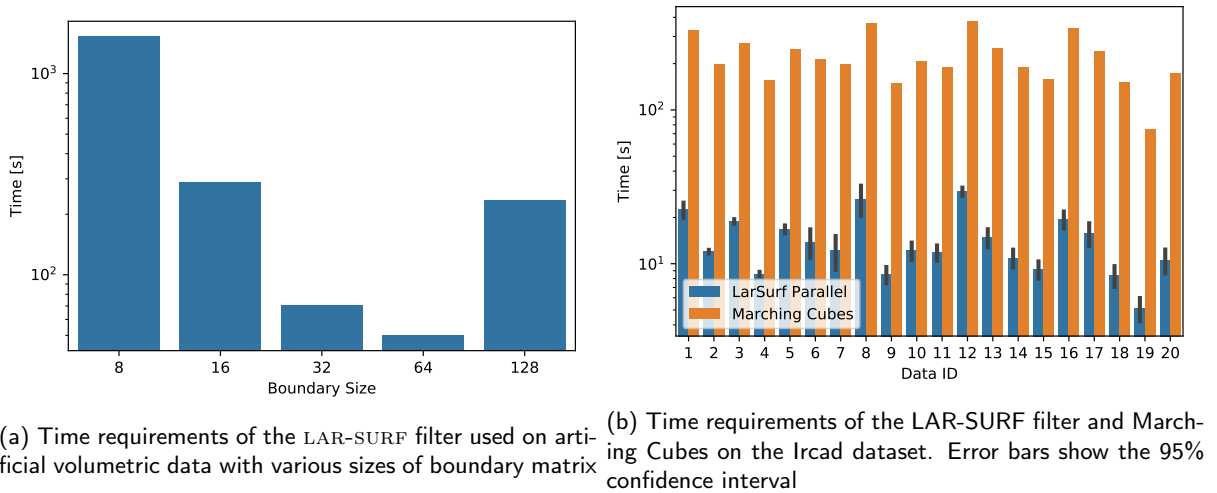 Time [s]
10³
10²
8 16 32 64 128
Boundary Size
(a) Time requirements of the LAR-SURF filter used on arti-
ficial volumetric data with various sizes of boundary matrix
Time [s]
10²
10¹
LarSurf Parallel
Marching Cubes
1 2 3 4 5 6 7 8 9 10 11 12 13 14 15 16 17 18 19 20
Data ID
(b) Time requirements of the LAR-SURF filter and March-
ing Cubes on the Ircad dataset. Error bars show the 95%
confidence interval